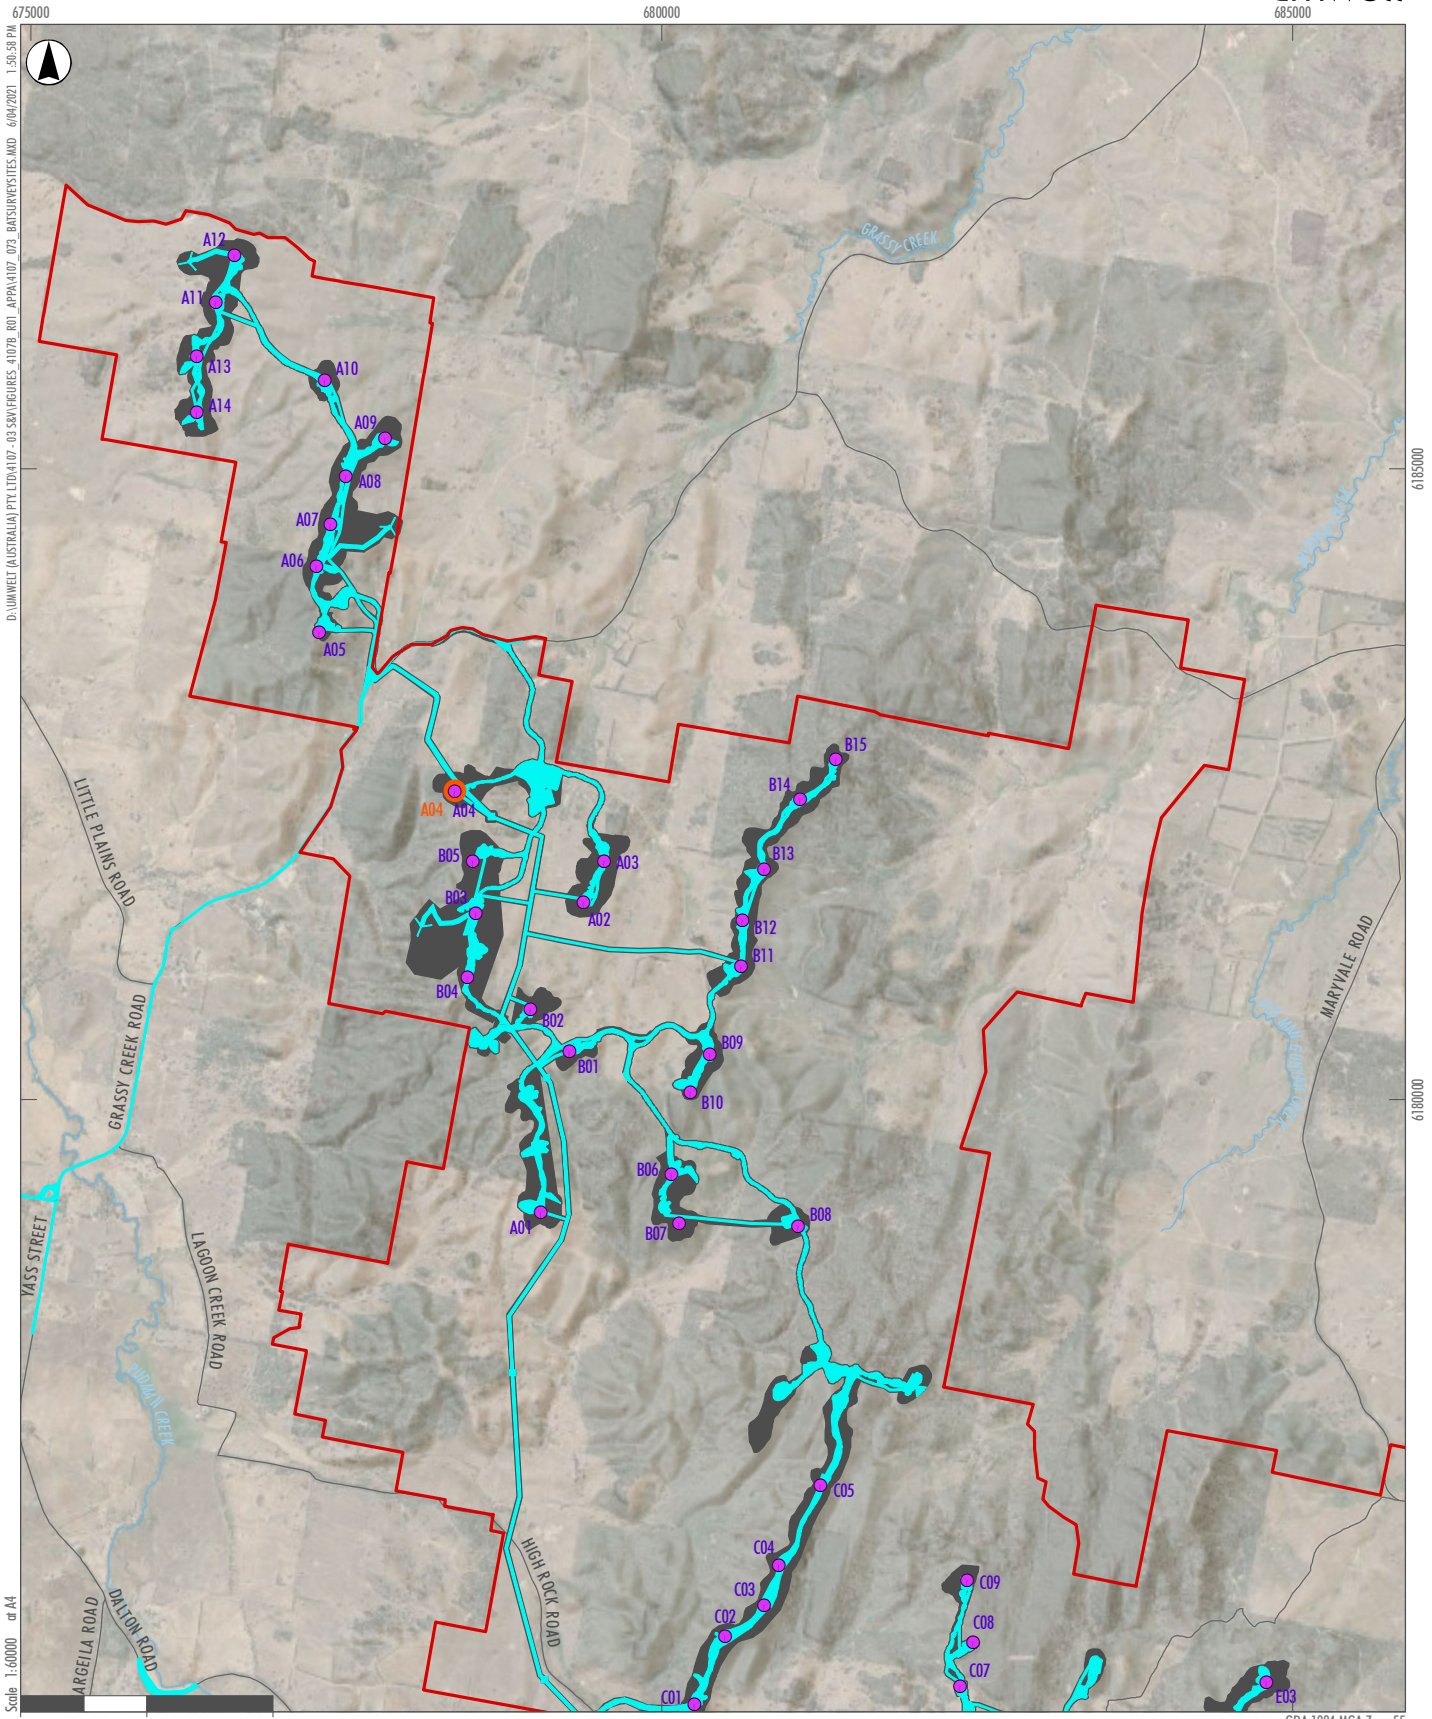 675000
680000
685000
D:\UMWELT (AUSTRALIA) PTY. LTD\4107 - 03 S&V\FIGURES_4107B_R01_APPA\4107_073_BATSURVEYSITES.MXD 6/04/2021 1:50:58 PM
GRASSY CREEK
A12
A11
A13
A10
A14
A09
A08
6185000
A07
A06
A05
B15
B14
LITTLE PLAINS ROAD
A04
A04
B05
A03
B13
B03
A02
B12
MARYVALE ROAD
B11
B04
B02
GRASSY CREEK ROAD
B09
B01
B10
6180000
B06
A01
B07
B08
YASS STREET
LAGOON CREEK ROAD
C05
HIGH ROCK ROAD
C04
C09
C03
C02
C08
DALTON ROAD
ARGEILA ROAD
C07
C01
E03
Scale 1:60000 at A4